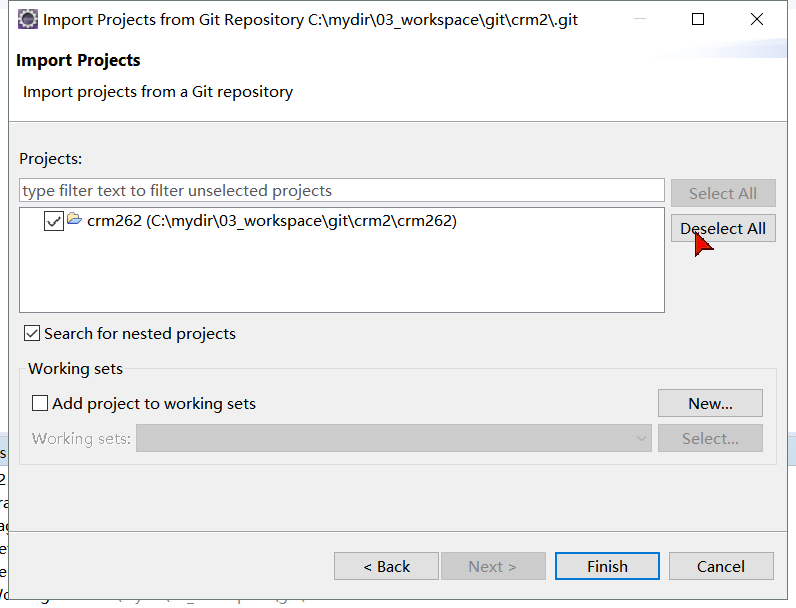 Import Projects from Git Repository C:\mydir\03_workspace\git\crm2\.git
Import Projects
Import projects from a Git repository
Projects:
type filter text to filter unselected projects
Select All
crm262 (C:\mydir\03_workspace\git\crm2\crm262)
Deselect All
Search for nested projects
Working sets
Add project to working sets
New...
Working sets:
Select...
< Back
Next >
Finish
Cancel